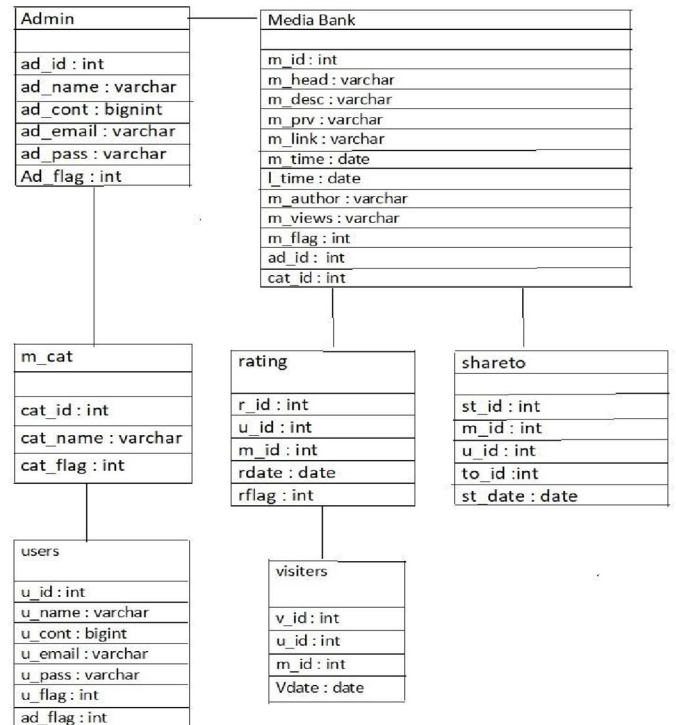 Admin
ad_id : int
ad_name : varchar
ad_cont : bignint
ad_email : varchar
ad_pass : varchar
Ad_flag : int
Media Bank
m_id : int
m_head : varchar
m_desc : varchar
m_prv : varchar
m_link : varchar
m_time : date
l_time : date
m_author : varchar
m_views : varchar
m_flag : int
ad_id : int
cat_id : int
m_cat
cat_id : int
cat_name : varchar
cat_flag : int
rating
r_id : int
u_id : int
m_id : int
rdate : date
rflag : int
shareto
st_id : int
m_id : int
u_id : int
to_id :int
st_date : date
users
u_id : int
u_name : varchar
u_cont : bigint
u_email : varchar
u_pass : varchar
u_flag : int
ad_flag : int
visiters
v_id : int
u_id : int
m_id : int
Vdate : date